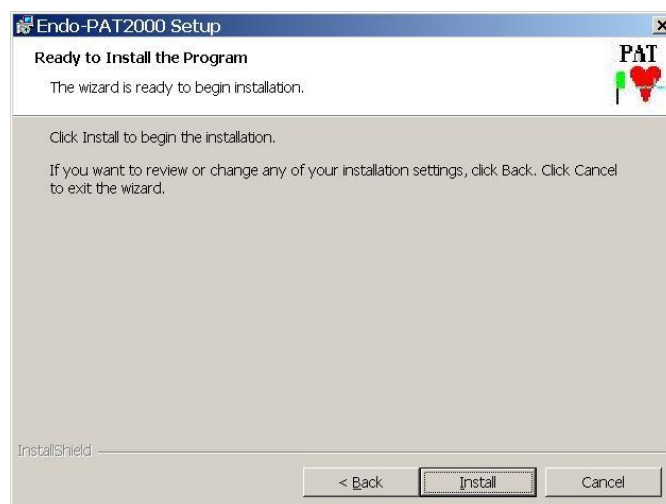 Endo-PAT2000 Setup
Ready to Install the Program
The wizard is ready to begin installation.
PAT
Click Install to begin the installation.
If you want to review or change any of your installation settings, click Back. Click Cancel
to exit the wizard.
InstallShield
< Back
Install
Cancel